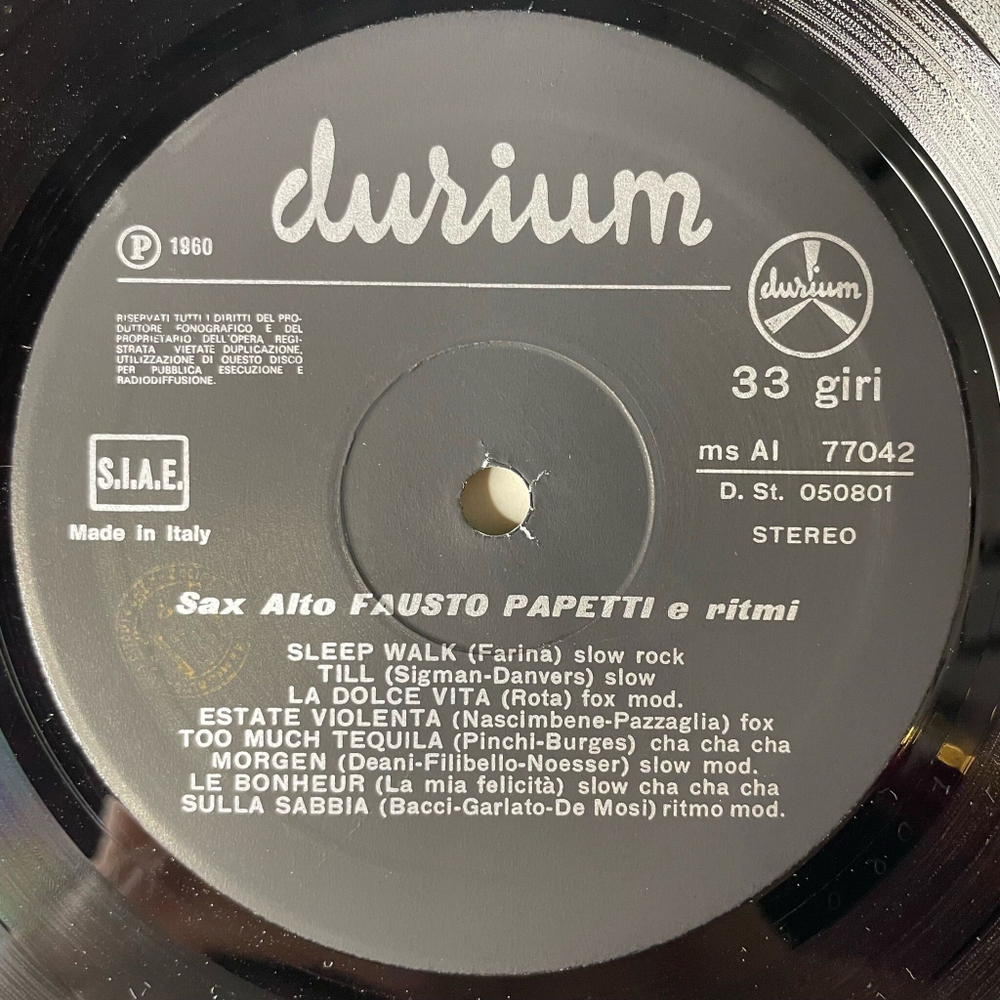 durium
℗ 1960
durium
RISERVATI TUTTI I DIRITTI DEL PRO-
DUTTORE FONOGRAFICO E DEL
PROPRIETARIO DELL'OPERA REGI-
STRATA VIETATE DUPLICAZIONE,
UTILIZZAZIONE DI QUESTO DISCO
PER PUBBLICA ESECUZIONE E
RADIODIFFUSIONE.
33 giri
S.I.A.E.
Made in Italy
ms AI 77042
D. St. 050801
STEREO
Sax Alto FAUSTO PAPETTI e ritmi
SLEEP WALK (Farina) slow rock
TILL (Sigman-Danvers) slow
LA DOLCE VITA (Rota) fox mod.
ESTATE VIOLENTA (Nascimbene-Pazzaglia) fox
TOO MUCH TEQUILA (Pinchi-Burges) cha cha cha
MORGEN (Deani-Filibello-Noesser) slow mod.
LE BONHEUR (La mia felicità) slow cha cha cha
SULLA SABBIA (Bacci-Garlato-De Mosi) ritmo mod.